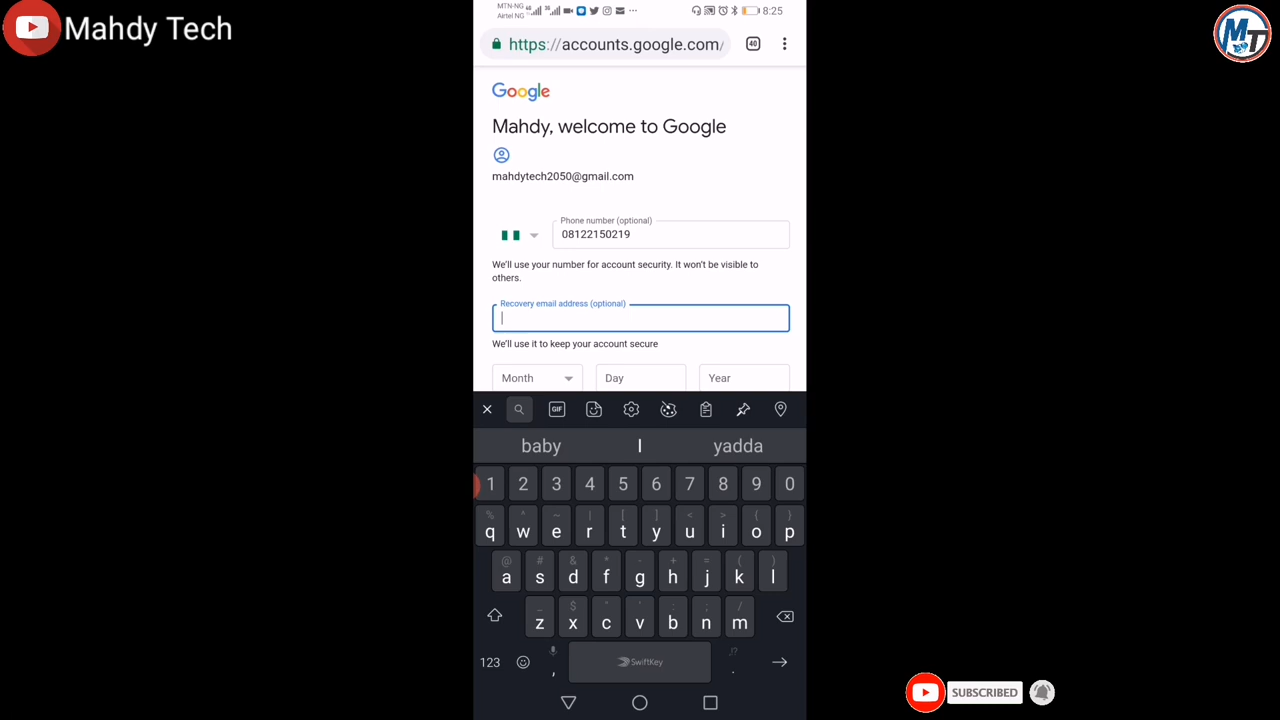 Mahdy Tech
MT
MTN-NG
Airtel NG
8:25
https://accounts.google.com/
40
Google
Mahdy, welcome to Google
mahdytech2050@gmail.com
Phone number (optional)
08122150219
We'll use your number for account security. It won't be visible to
others.
Recovery email address (optional)
We'll use it to keep your account secure
Month Day Year
GIF
baby I yadda
1 2 3 4 5 6 7 8 9 0
% ^ ~ | [ ] < > { }
q w e r t y u i o p
@ # & * - + = ( )
a s d f g h j k l
_ $ " ' : ; /
z x c v b n m
123 , SwiftKey !? .
SUBSCRIBED